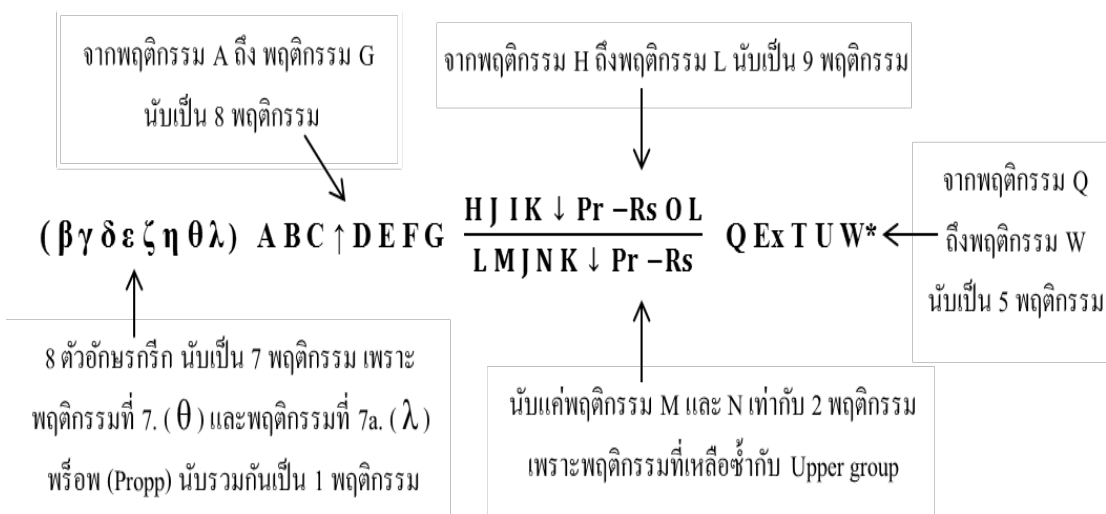 จากพฤติกรรม A ถึง พฤติกรรม G
นับเป็น 8 พฤติกรรม
จากพฤติกรรม H ถึงพฤติกรรม L นับเป็น 9 พฤติกรรม
จากพฤติกรรม Q
ถึงพฤติกรรม W
นับเป็น 5 พฤติกรรม
(βγδεζηθλ) ABC↑DEFG
HJIK↓Pr–Rs OL
LMJNK↓Pr–Rs
Q Ex T U W*
8 ตัวอักษรกรีก นับเป็น 7 พฤติกรรม เพราะ
พฤติกรรมที่ 7. (θ) และพฤติกรรมที่ 7a. (λ)
พร็อพ (Propp) นับรวมกันเป็น 1 พฤติกรรม
นับแค่พฤติกรรม M และ N เท่ากับ 2 พฤติกรรม
เพราะพฤติกรรมที่เหลือซ้ำกับ Upper group